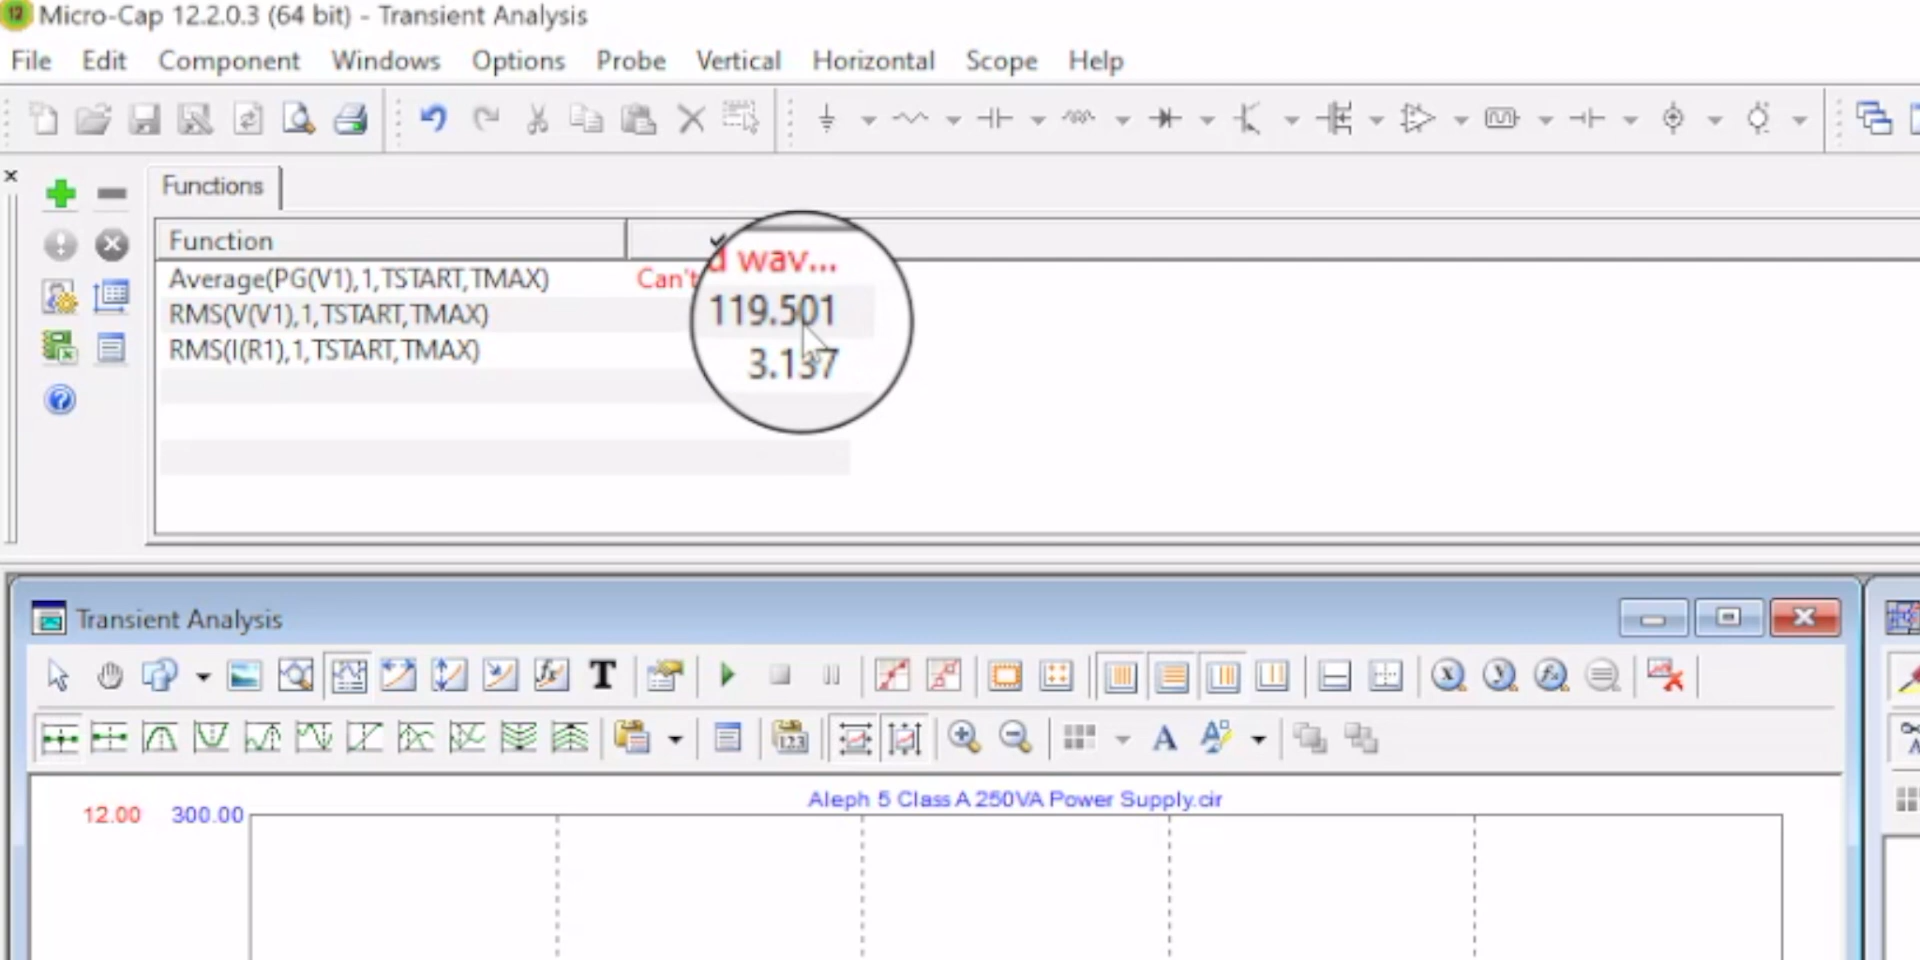 Micro-Cap 12.2.0.3 (64 bit) - Transient Analysis
File Edit Component Windows Options Probe Vertical Horizontal Scope Help
Functions
Function
Average(PG(V1),1,TSTART,TMAX) Can't d wav...
RMS(V(V1),1,TSTART,TMAX) 119.501
RMS(I(R1),1,TSTART,TMAX) 3.137
Transient Analysis
Aleph 5 Class A 250VA Power Supply.cir
12.00 300.00